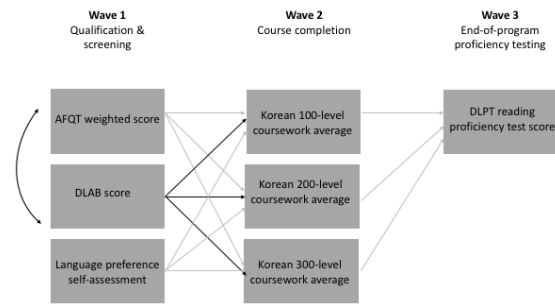 Wave 1
Qualification &
screening
Wave 2
Course completion
Wave 3
End-of-program
proficiency testing
AFQT weighted score
DLAB score
Language preference
self-assessment
Korean 100-level
coursework average
Korean 200-level
coursework average
Korean 300-level
coursework average
DLPT reading
proficiency test score